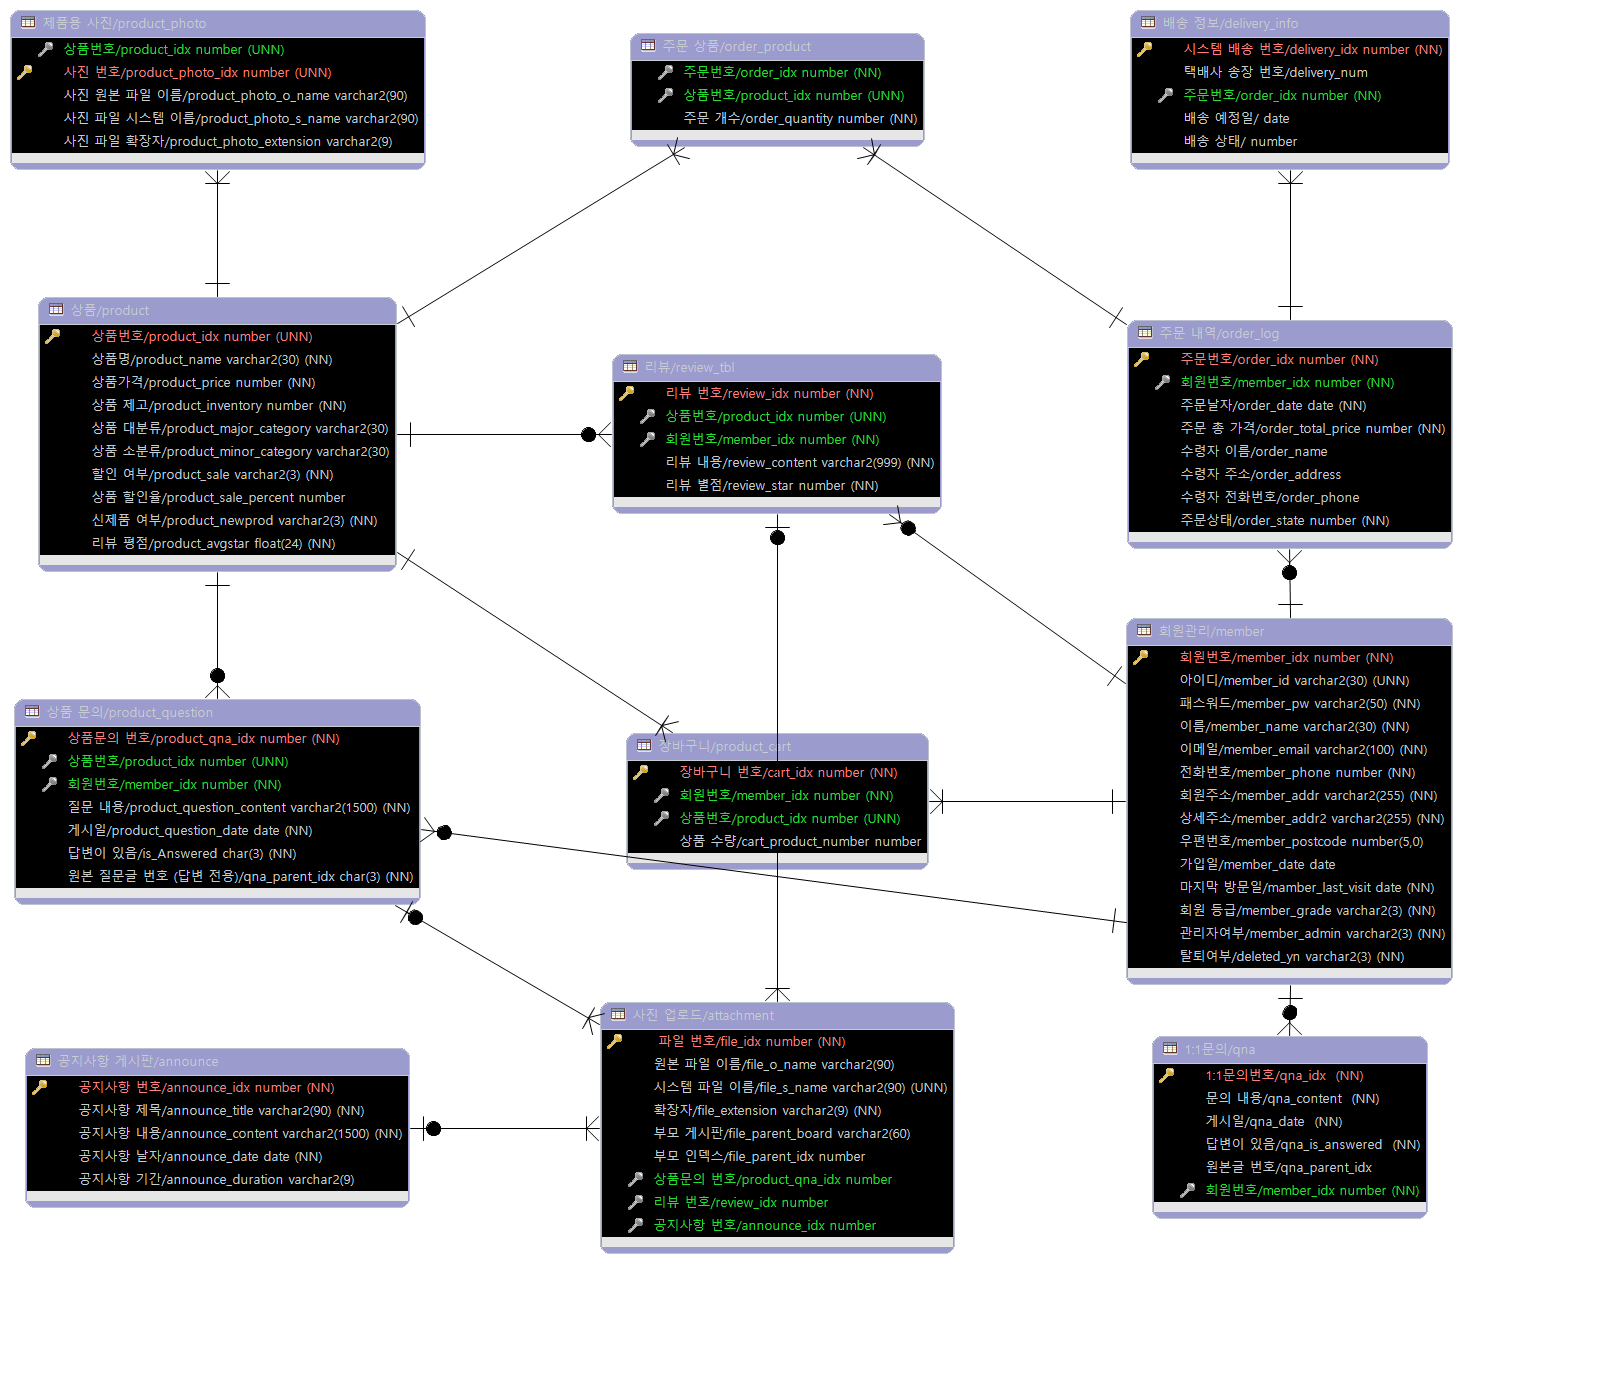 제품용 사진/product_photo
상품번호/product_idx number (UNN)
사진 번호/product_photo_idx number (UNN)
사진 원본 파일 이름/product_photo_o_name varchar2(90)
사진 파일 시스템 이름/product_photo_s_name varchar2(90)
사진 파일 확장자/product_photo_extension varchar2(9)
주문 상품/order_product
주문번호/order_idx number (NN)
상품번호/product_idx number (UNN)
주문 개수/order_quantity number (NN)
배송 정보/delivery_info
시스템 배송 번호/delivery_idx number (NN)
택배사 송장 번호/delivery_num
주문번호/order_idx number (NN)
배송 예정일/ date
배송 상태/ number
상품/product
상품번호/product_idx number (UNN)
상품명/product_name varchar2(30) (NN)
상품가격/product_price number (NN)
상품 제고/product_inventory number (NN)
상품 대분류/product_major_category varchar2(30)
상품 소분류/product_minor_category varchar2(30)
할인 여부/product_sale varchar2(3) (NN)
상품 할인율/product_sale_percent number
신제품 여부/product_newprod varchar2(3) (NN)
리뷰 평점/product_avgstar float(24) (NN)
리뷰/review_tbl
리뷰 번호/review_idx number (NN)
상품번호/product_idx number (UNN)
회원번호/member_idx number (NN)
리뷰 내용/review_content varchar2(999) (NN)
리뷰 별점/review_star number (NN)
주문 내역/order_log
주문번호/order_idx number (NN)
회원번호/member_idx number (NN)
주문날자/order_date date (NN)
주문 총 가격/order_total_price number (NN)
수령자 이름/order_name
수령자 주소/order_address
수령자 전화번호/order_phone
주문상태/order_state number (NN)
상품 문의/product_question
상품문의 번호/product_qna_idx number (NN)
상품번호/product_idx number (UNN)
회원번호/member_idx number (NN)
질문 내용/product_question_content varchar2(1500) (NN)
게시일/product_question_date date (NN)
답변이 있음/is_Answered char(3) (NN)
원본 질문글 번호 (답변 전용)/qna_parent_idx char(3) (NN)
장바구니/product_cart
장바구니 번호/cart_idx number (NN)
회원번호/member_idx number (NN)
상품번호/product_idx number (UNN)
상품 수량/cart_product_number number
회원관리/member
회원번호/member_idx number (NN)
아이디/member_id varchar2(30) (UNN)
패스워드/member_pw varchar2(50) (NN)
이름/member_name varchar2(30) (NN)
이메일/member_email varchar2(100) (NN)
전화번호/member_phone number (NN)
회원주소/member_addr varchar2(255) (NN)
상세주소/member_addr2 varchar2(255) (NN)
우편번호/member_postcode number(5,0)
가입일/member_date date
마지막 방문일/mamber_last_visit date (NN)
회원 등급/member_grade varchar2(3) (NN)
관리자여부/member_admin varchar2(3) (NN)
탈퇴여부/deleted_yn varchar2(3) (NN)
공지사항 게시판/announce
공지사항 번호/announce_idx number (NN)
공지사항 제목/announce_title varchar2(90) (NN)
공지사항 내용/announce_content varchar2(1500) (NN)
공지사항 날자/announce_date date (NN)
공지사항 기간/announce_duration varchar2(9)
사진 업로드/attachment
파일 번호/file_idx number (NN)
원본 파일 이름/file_o_name varchar2(90)
시스템 파일 이름/file_s_name varchar2(90) (UNN)
확장자/file_extension varchar2(9) (NN)
부모 게시판/file_parent_board varchar2(60)
부모 인덱스/file_parent_idx number
상품문의 번호/product_qna_idx number
리뷰 번호/review_idx number
공지사항 번호/announce_idx number
1:1문의/qna
1:1문의번호/qna_idx (NN)
문의 내용/qna_content (NN)
게시일/qna_date (NN)
답변이 있음/qna_is_answered (NN)
원본글 번호/qna_parent_idx
회원번호/member_idx number (NN)